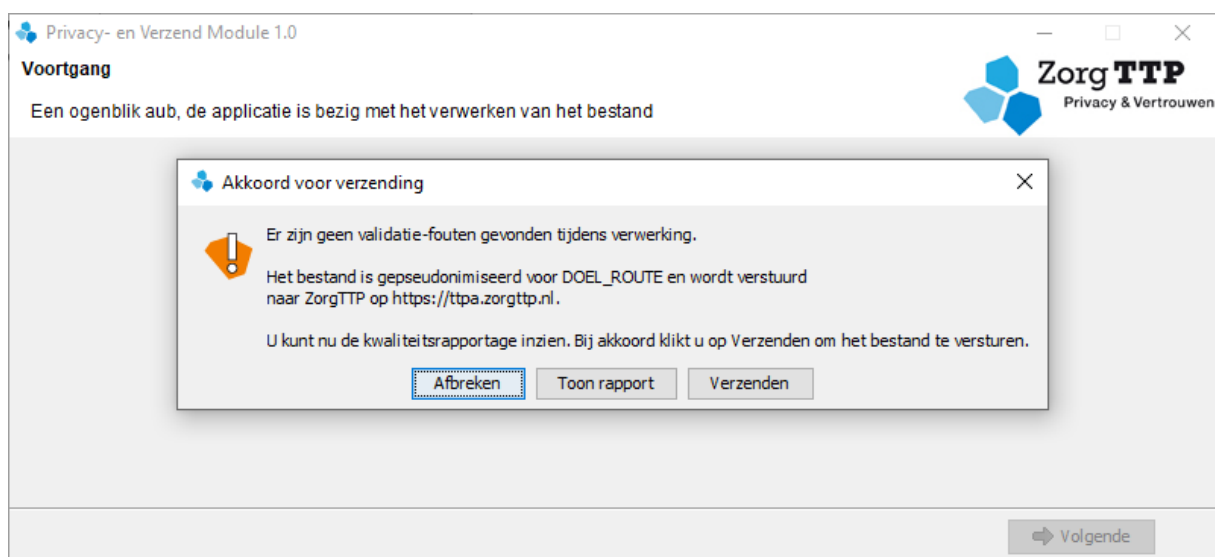 Privacy- en Verzend Module 1.0
Voortgang
Een ogenblik aub, de applicatie is bezig met het verwerken van het bestand
Zorg TTP
Privacy & Vertrouwen
Akkoord voor verzending
Er zijn geen validatie-fouten gevonden tijdens verwerking.
Het bestand is gepseudonimiseerd voor DOEL_ROUTE en wordt verstuurd
naar ZorgTTP op https://ttpa.zorgttp.nl.
U kunt nu de kwaliteitsrapportage inzien. Bij akkoord klikt u op Verzenden om het bestand te versturen.
Afbreken Toon rapport Verzenden
Volgende